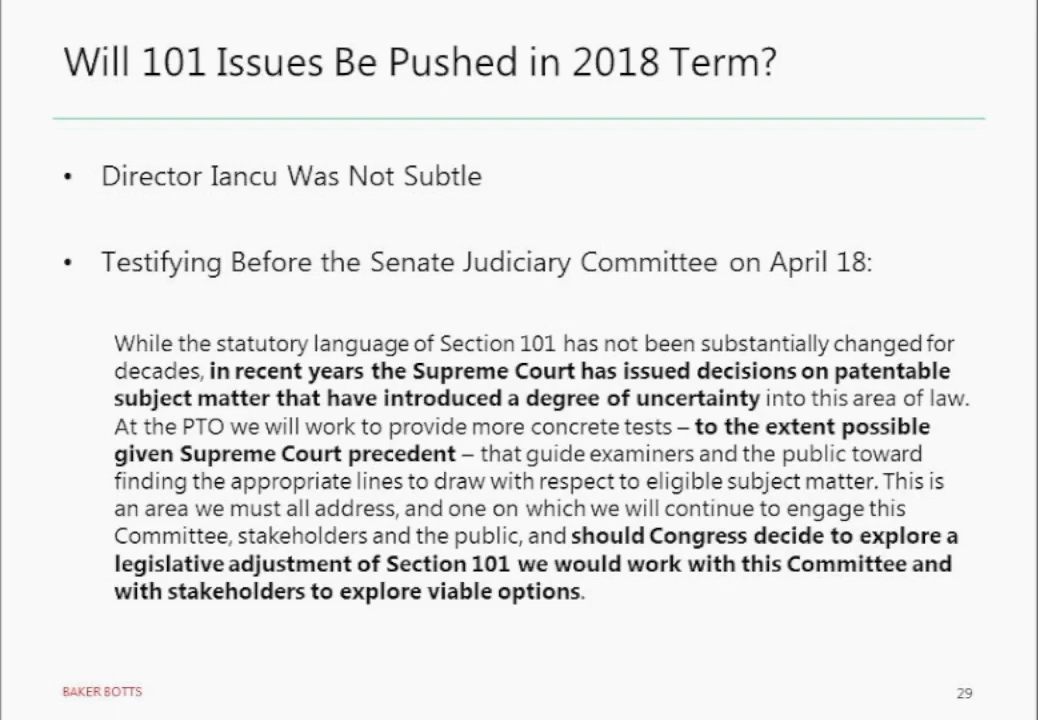 Will 101 Issues Be Pushed in 2018 Term?
• Director Iancu Was Not Subtle
• Testifying Before the Senate Judiciary Committee on April 18:
While the statutory language of Section 101 has not been substantially changed for
decades, in recent years the Supreme Court has issued decisions on patentable
subject matter that have introduced a degree of uncertainty into this area of law.
At the PTO we will work to provide more concrete tests – to the extent possible
given Supreme Court precedent – that guide examiners and the public toward
finding the appropriate lines to draw with respect to eligible subject matter. This is
an area we must all address, and one on which we will continue to engage this
Committee, stakeholders and the public, and should Congress decide to explore a
legislative adjustment of Section 101 we would work with this Committee and
with stakeholders to explore viable options.
BAKER BOTTS
29